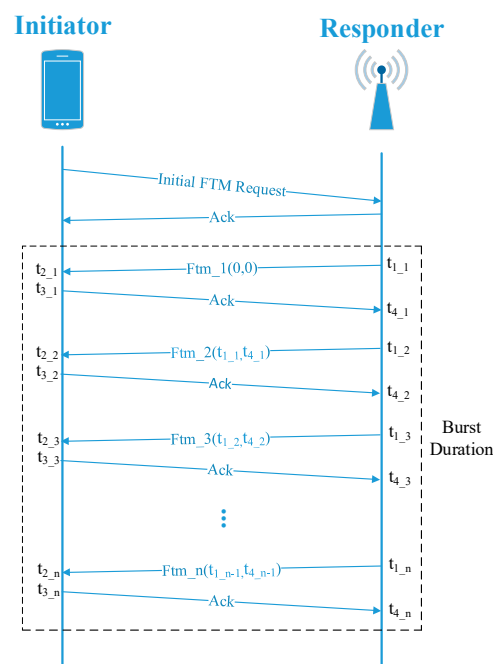 Initiator
Responder
Initial FTM Request
Ack
t2_1
Ftm_1(0,0)
t1_1
t3_1
Ack
t4_1
t2_2
Ftm_2(t1_1,t4_1)
t1_2
t3_2
Ack
t4_2
t2_3
Ftm_3(t1_2,t4_2)
t1_3
t3_3
Ack
t4_3
Burst
Duration
t2_n
Ftm_n(t1_n-1,t4_n-1)
t1_n
t3_n
Ack
t4_n